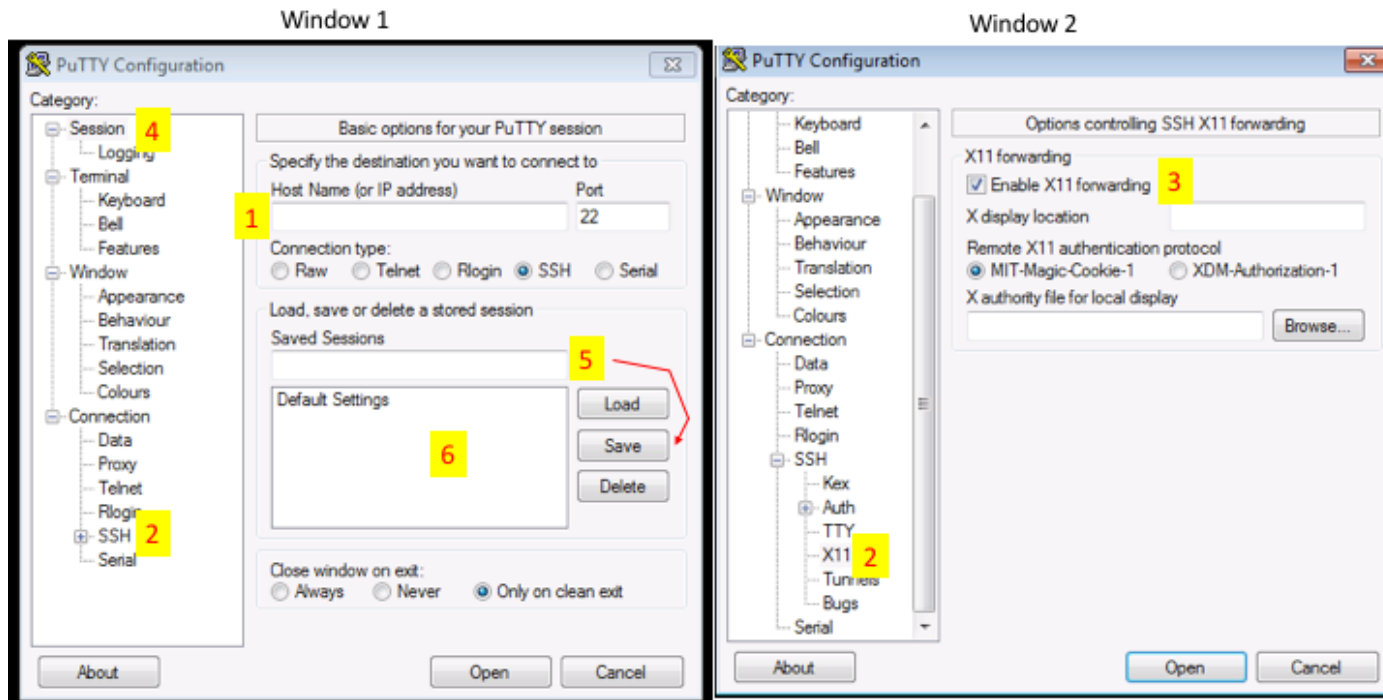 Window 1
PuTTY Configuration
Category:
Session 4
Logging
Terminal
Keyboard
Bell
Features
Window
Appearance
Behaviour
Translation
Selection
Colours
Connection
Data
Proxy
Telnet
Rlogin
SSH 2
Serial
Basic options for your PuTTY session
Specify the destination you want to connect to
Host Name (or IP address) Port
1 22
Connection type:
Raw Telnet Rlogin SSH Serial
Load, save or delete a stored session
Saved Sessions
5
Default Settings
Load
6
Save
Delete
Close window on exit:
Always Never Only on clean exit
About Open Cancel
Window 2
PuTTY Configuration
Category:
Keyboard
Bell
Features
Window
Appearance
Behaviour
Translation
Selection
Colours
Connection
Data
Proxy
Telnet
Rlogin
SSH
Kex
Auth
TTY
X11 2
Tunnels
Bugs
Serial
Options controlling SSH X11 forwarding
X11 forwarding
Enable X11 forwarding 3
X display location
Remote X11 authentication protocol
MIT-Magic-Cookie-1 XDM-Authorization-1
X authority file for local display
Browse...
About Open Cancel